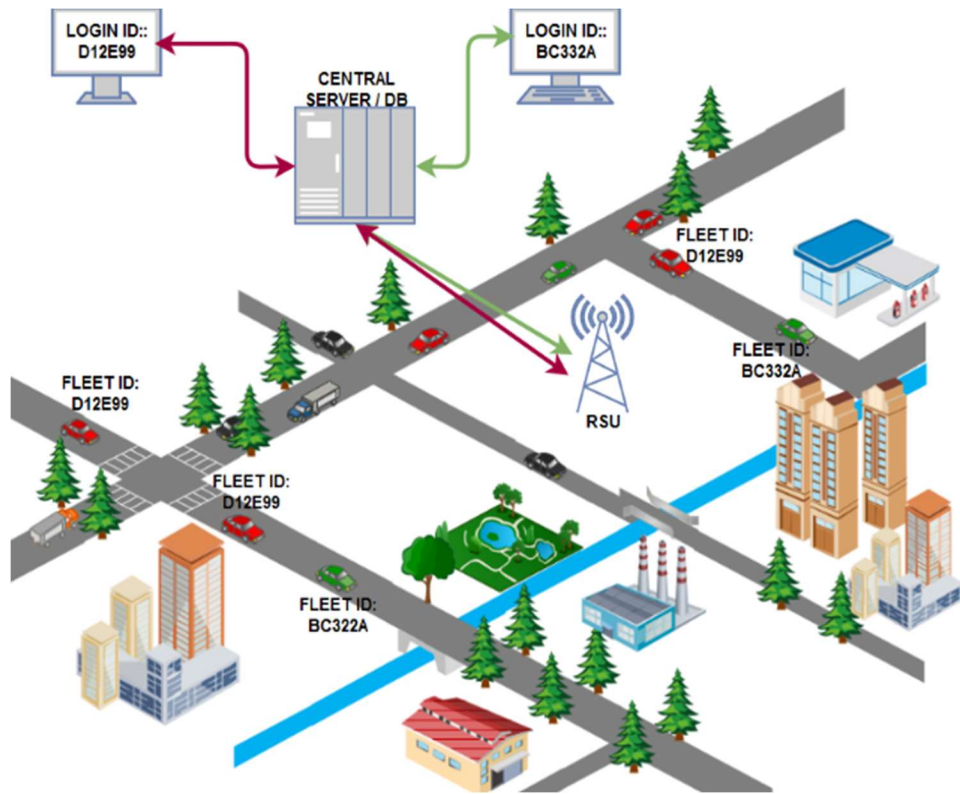 LOGIN ID::
D12E99
LOGIN ID::
BC332A
CENTRAL
SERVER / DB
FLEET ID:
D12E99
FLEET ID:
BC332A
FLEET ID:
D12E99
RSU
FLEET ID:
D12E99
FLEET ID:
BC322A